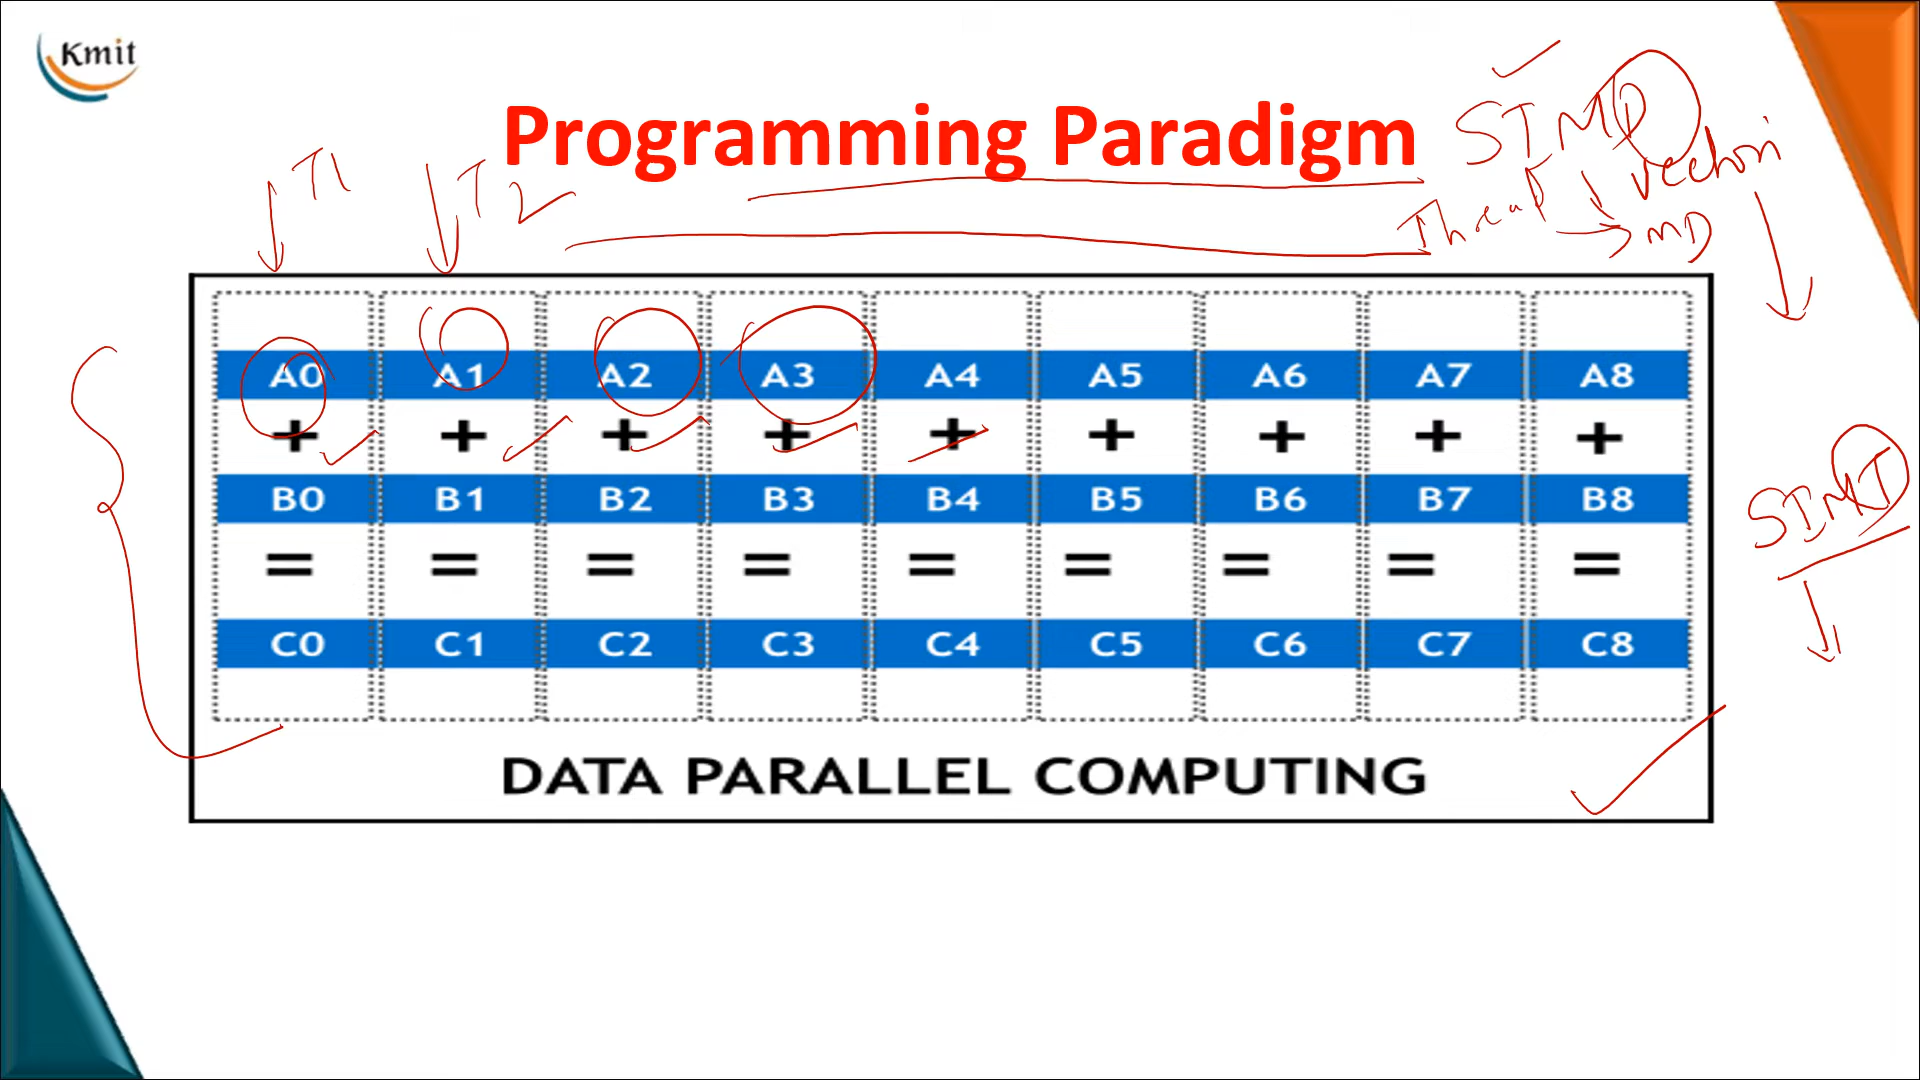 Kmit
Programming Paradigm
SIMD
T1
T2
Thread
MD
A0 A1 A2 A3 A4 A5 A6 A7 A8
+ + + + + + + + +
B0 B1 B2 B3 B4 B5 B6 B7 B8
SIMT
= = = = = = = = =
C0 C1 C2 C3 C4 C5 C6 C7 C8
DATA PARALLEL COMPUTING